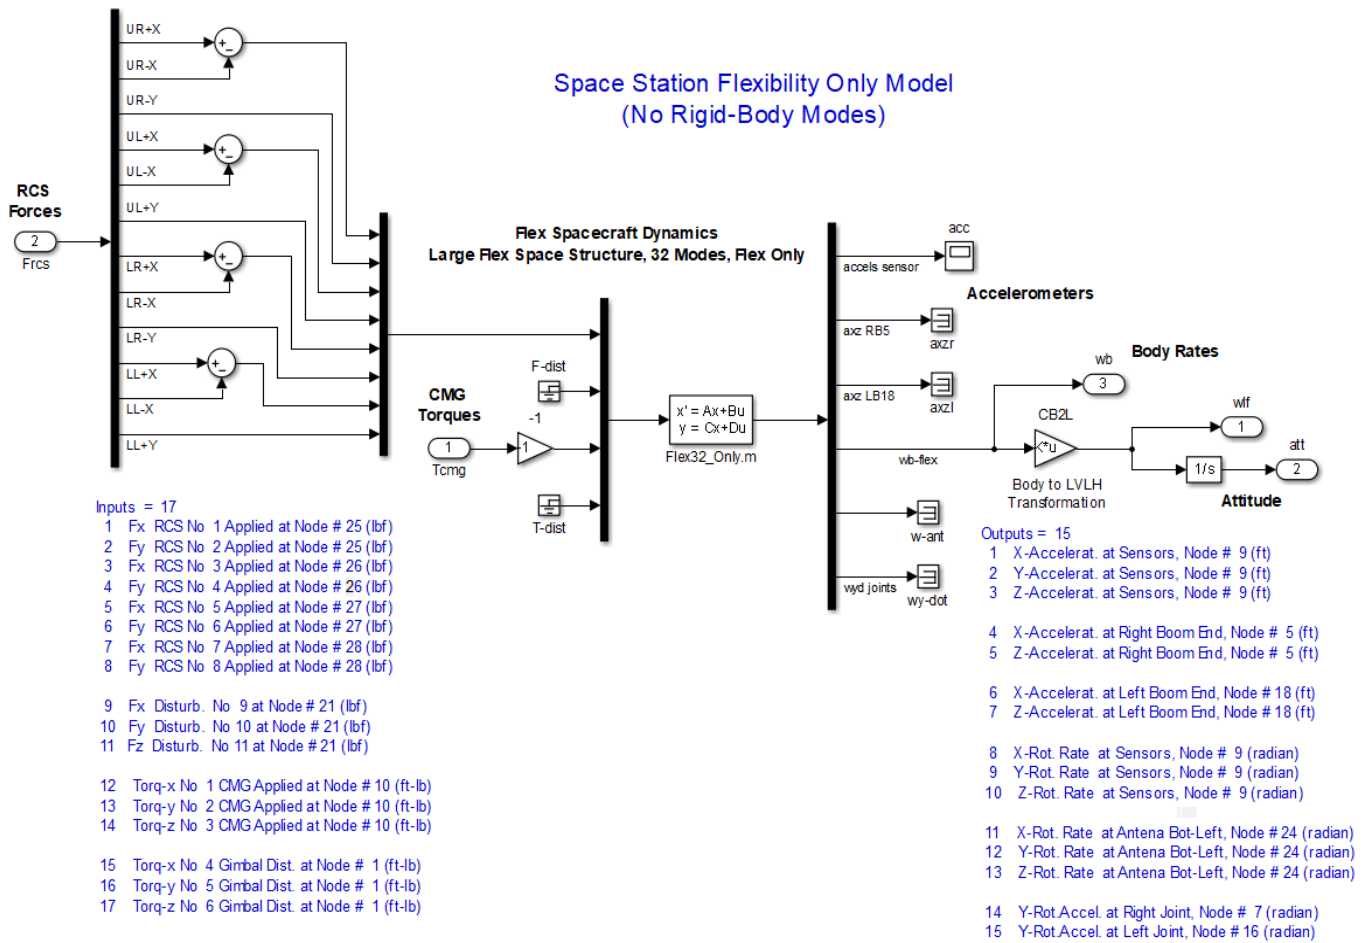 Space Station Flexibility Only Model
(No Rigid-Body Modes)
UR+X
UR-X
UR-Y
UL+X
UL-X
UL+Y
LR+X
LR-X
LR-Y
LL+X
LL-X
LL+Y
+
−
+
−
+
−
+
−
RCS
Forces
2
Frcs
Flex Spacecraft Dynamics
Large Flex Space Structure, 32 Modes, Flex Only
F-dist
CMG
Torques
1
Tcmg
-1
-1
T-dist
x' = Ax+Bu
y = Cx+Du
Flex32_Only.m
acc
accels sensor
Accelerometers
axz RB5
axzr
axz LB18
axzl
wb-flex
w-ant
wyd joints
wy-dot
wb
3
Body Rates
CB2L
<*u
Body to LVLH
Transformation
wlf
1
1/s
att
2
Attitude
Inputs = 17
1 Fx RCS No 1 Applied at Node # 25 (lbf)
2 Fy RCS No 2 Applied at Node # 25 (lbf)
3 Fx RCS No 3 Applied at Node # 26 (lbf)
4 Fy RCS No 4 Applied at Node # 26 (lbf)
5 Fx RCS No 5 Applied at Node # 27 (lbf)
6 Fy RCS No 6 Applied at Node # 27 (lbf)
7 Fx RCS No 7 Applied at Node # 28 (lbf)
8 Fy RCS No 8 Applied at Node # 28 (lbf)
9 Fx Disturb. No 9 at Node # 21 (lbf)
10 Fy Disturb. No 10 at Node # 21 (lbf)
11 Fz Disturb. No 11 at Node # 21 (lbf)
12 Torq-x No 1 CMG Applied at Node # 10 (ft-lb)
13 Torq-y No 2 CMG Applied at Node # 10 (ft-lb)
14 Torq-z No 3 CMG Applied at Node # 10 (ft-lb)
15 Torq-x No 4 Gimbal Dist. at Node # 1 (ft-lb)
16 Torq-y No 5 Gimbal Dist. at Node # 1 (ft-lb)
17 Torq-z No 6 Gimbal Dist. at Node # 1 (ft-lb)
Outputs = 15
1 X-Accelerat. at Sensors, Node # 9 (ft)
2 Y-Accelerat. at Sensors, Node # 9 (ft)
3 Z-Accelerat. at Sensors, Node # 9 (ft)
4 X-Accelerat. at Right Boom End, Node # 5 (ft)
5 Z-Accelerat. at Right Boom End, Node # 5 (ft)
6 X-Accelerat. at Left Boom End, Node # 18 (ft)
7 Z-Accelerat. at Left Boom End, Node # 18 (ft)
8 X-Rot. Rate at Sensors, Node # 9 (radian)
9 Y-Rot. Rate at Sensors, Node # 9 (radian)
10 Z-Rot. Rate at Sensors, Node # 9 (radian)
11 X-Rot. Rate at Antena Bot-Left, Node # 24 (radian)
12 Y-Rot. Rate at Antena Bot-Left, Node # 24 (radian)
13 Z-Rot. Rate at Antena Bot-Left, Node # 24 (radian)
14 Y-Rot.Accel. at Right Joint, Node # 7 (radian)
15 Y-Rot.Accel. at Left Joint, Node # 16 (radian)